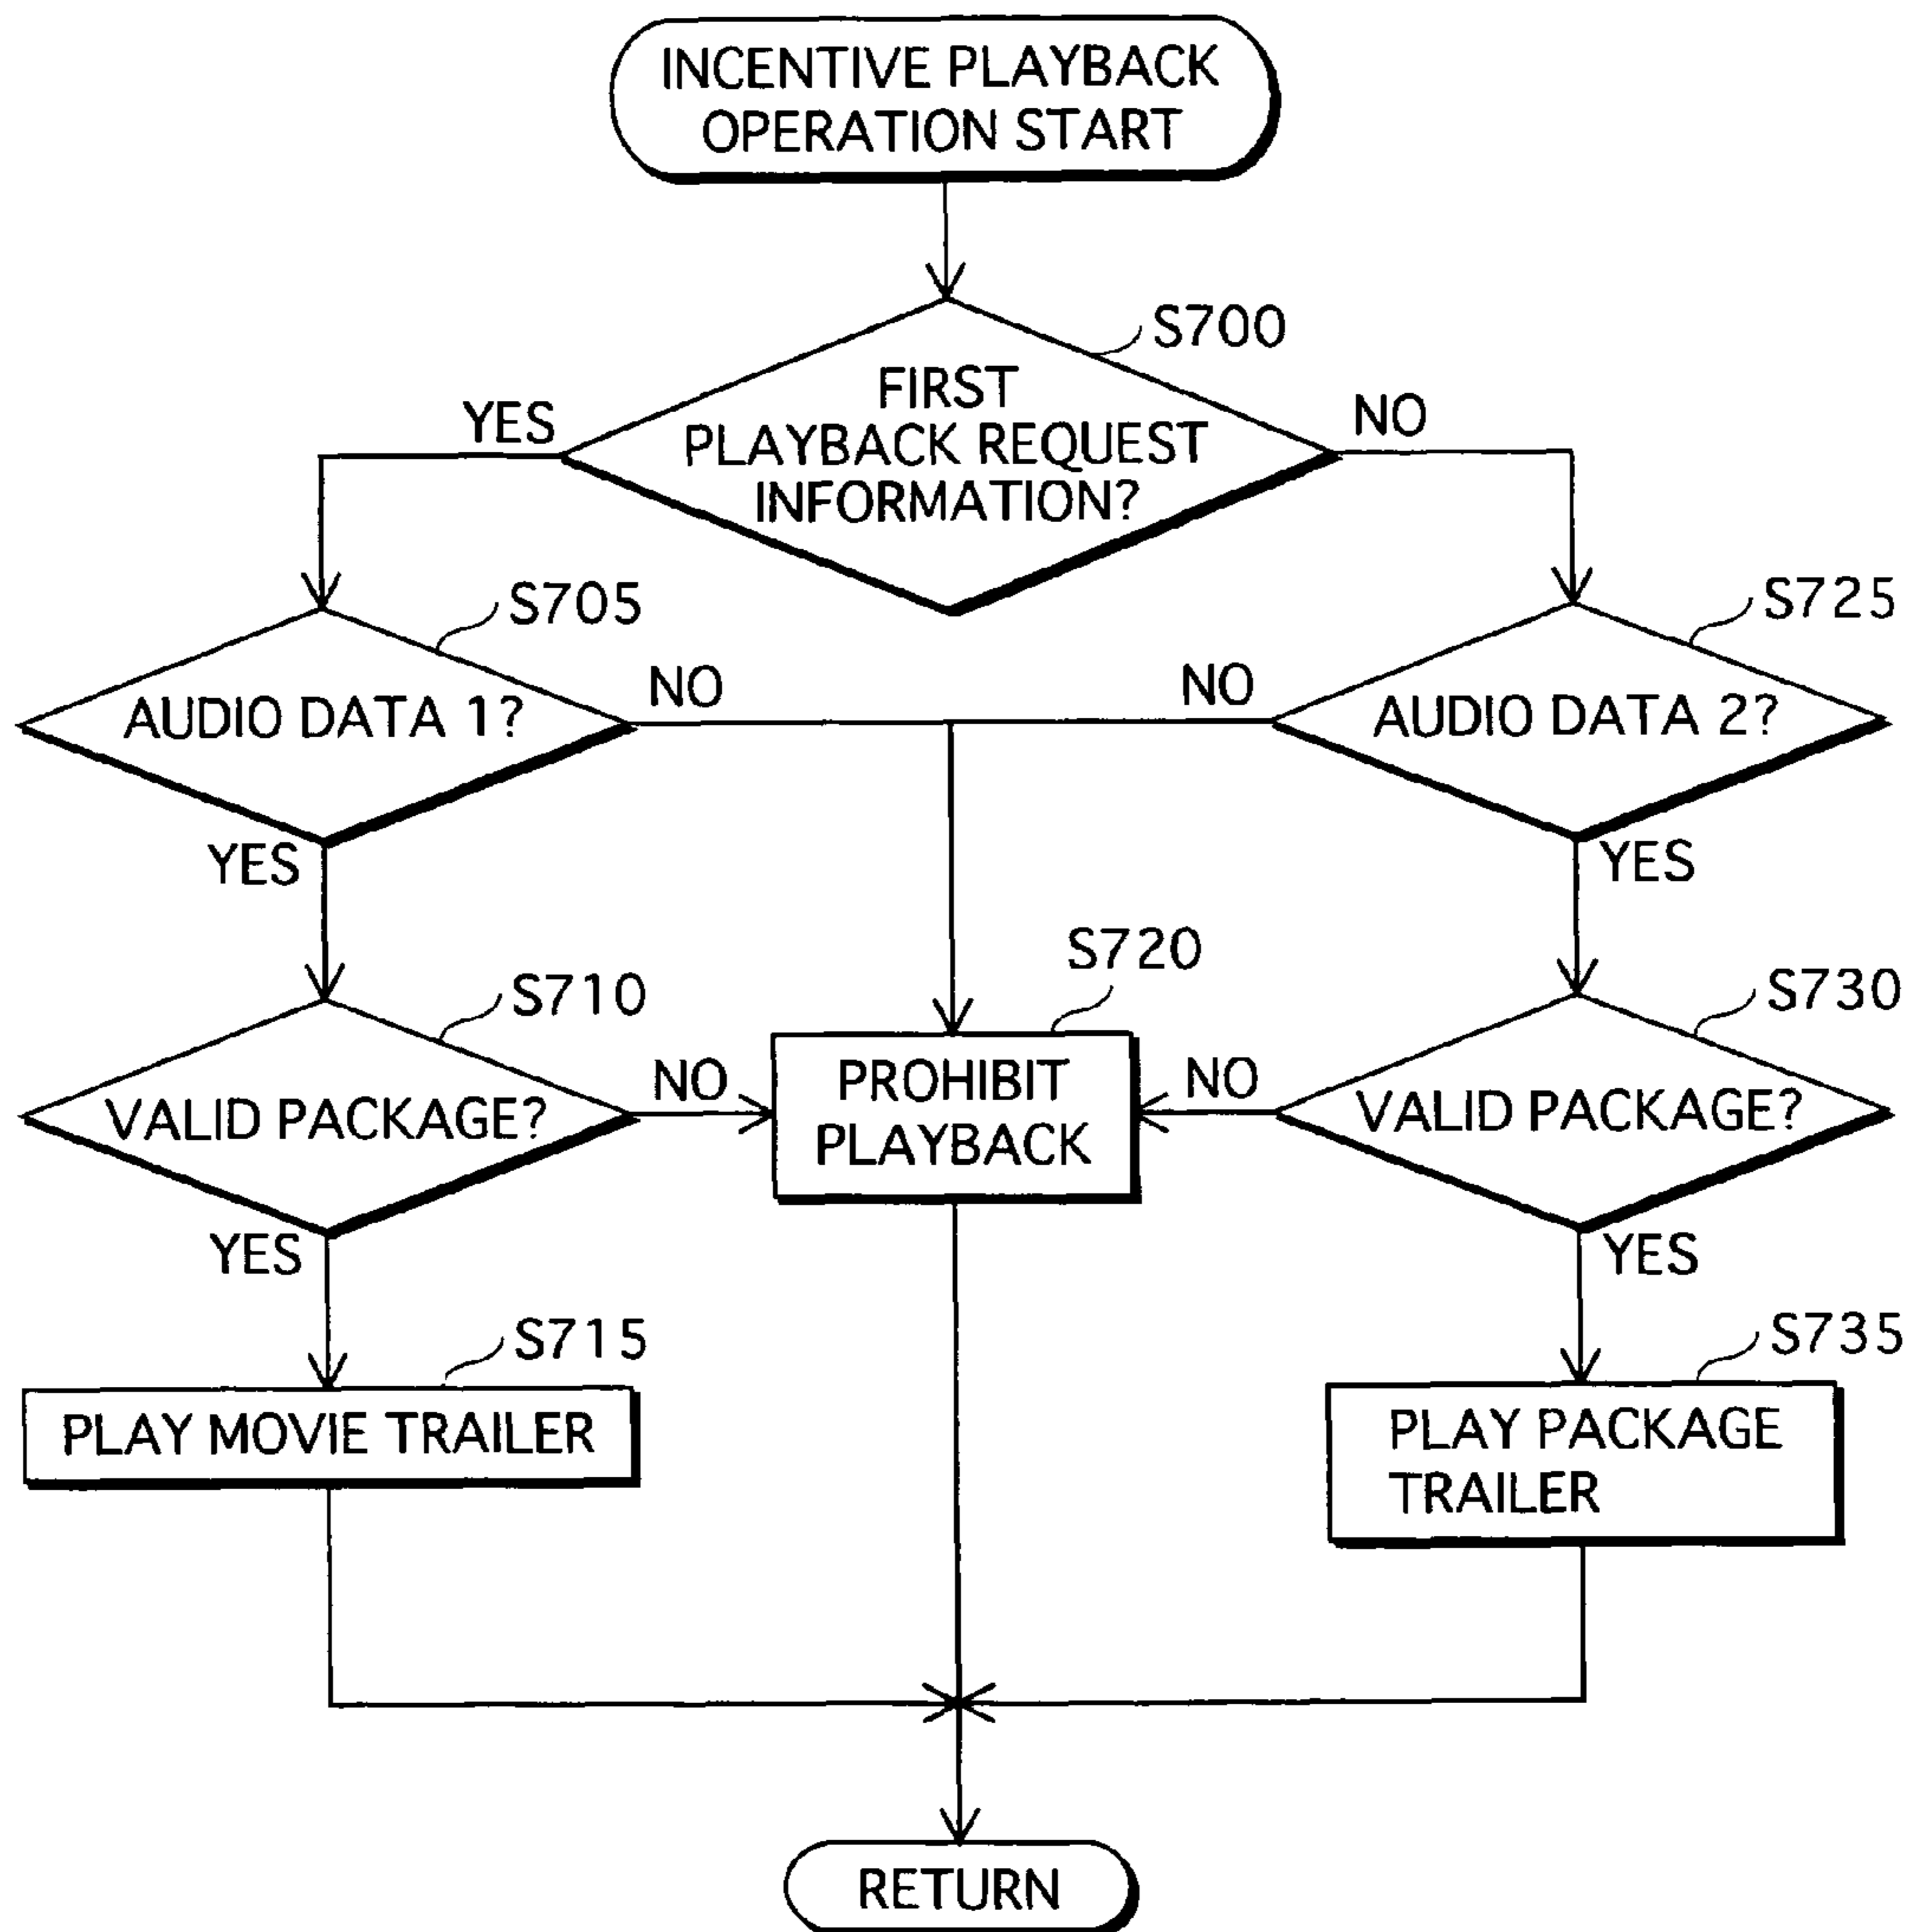 INCENTIVE PLAYBACK
OPERATION START
S700
FIRST
PLAYBACK REQUEST
INFORMATION?
YES
NO
S705
S725
AUDIO DATA 1?
NO
NO
AUDIO DATA 2?
YES
YES
S720
S710
S730
VALID PACKAGE?
NO
PROHIBIT
PLAYBACK
NO
VALID PACKAGE?
YES
YES
S715
S735
PLAY MOVIE TRAILER
PLAY PACKAGE
TRAILER
RETURN